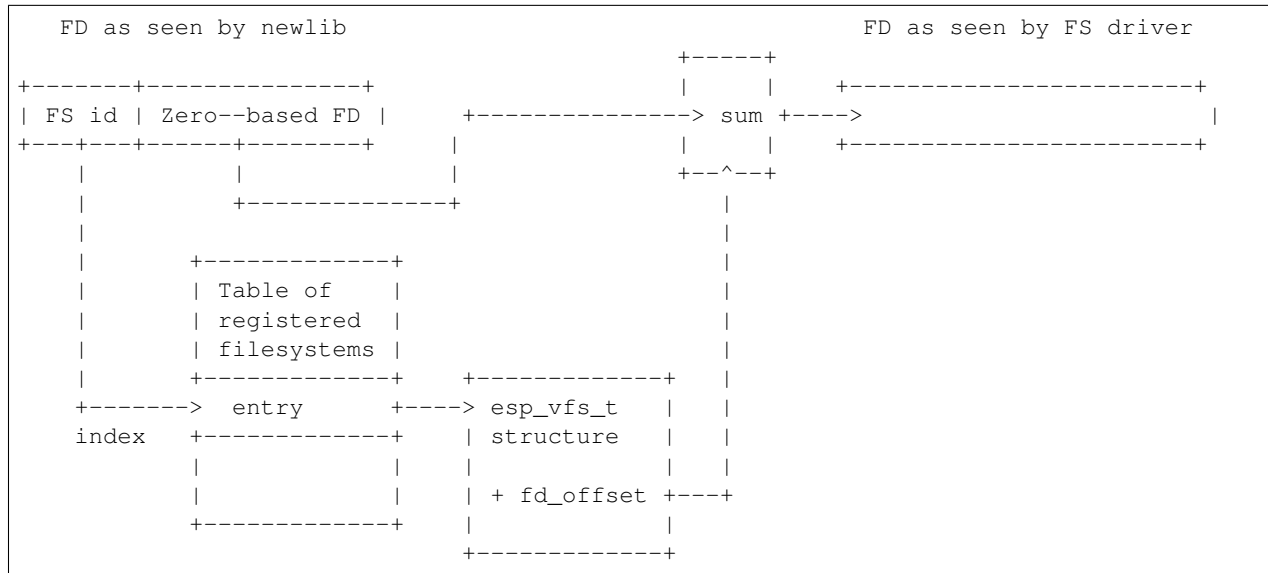 FD as seen by newlib FD as seen by FS driver
FS id | Zero--based FD | sum
Table of
registered
filesystems
entry esp_vfs_t
index structure
+ fd_offset